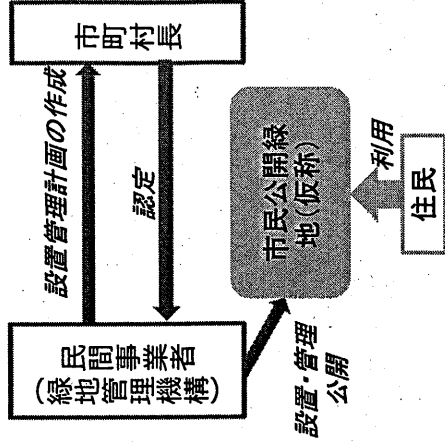 民間事業者
（緑地管理機構）
設置管理計画の作成
市町村長
認定
設置・管理
公開
市民公開緑
地（仮称）
利用
住民